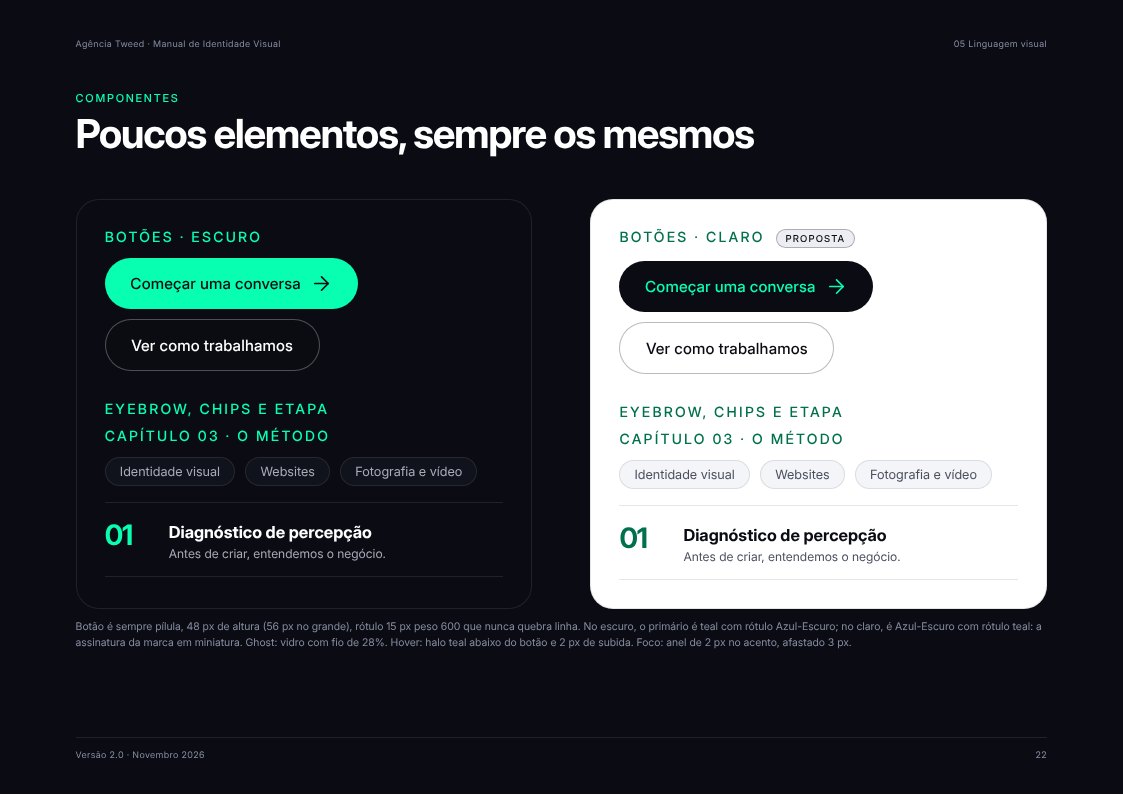 Agência Tweed · Manual de Identidade Visual
05 Linguagem visual
COMPONENTES
Poucos elementos, sempre os mesmos
BOTÕES · ESCURO
Começar uma conversa →
Ver como trabalhamos
EYEBROW, CHIPS E ETAPA
CAPÍTULO 03 · O MÉTODO
Identidade visual Websites Fotografia e vídeo
01 Diagnóstico de percepção
Antes de criar, entendemos o negócio.
BOTÕES · CLARO PROPOSTA
Começar uma conversa →
Ver como trabalhamos
EYEBROW, CHIPS E ETAPA
CAPÍTULO 03 · O MÉTODO
Identidade visual Websites Fotografia e vídeo
01 Diagnóstico de percepção
Antes de criar, entendemos o negócio.
Botão é sempre pílula, 48 px de altura (56 px no grande), rótulo 15 px peso 600 que nunca quebra linha. No escuro, o primário é teal com rótulo Azul-Escuro; no claro, é Azul-Escuro com rótulo teal: a
assinatura da marca em miniatura. Ghost: vidro com fio de 28%. Hover: halo teal abaixo do botão e 2 px de subida. Foco: anel de 2 px no acento, afastado 3 px.
Versão 2.0 · Novembro 2026
22